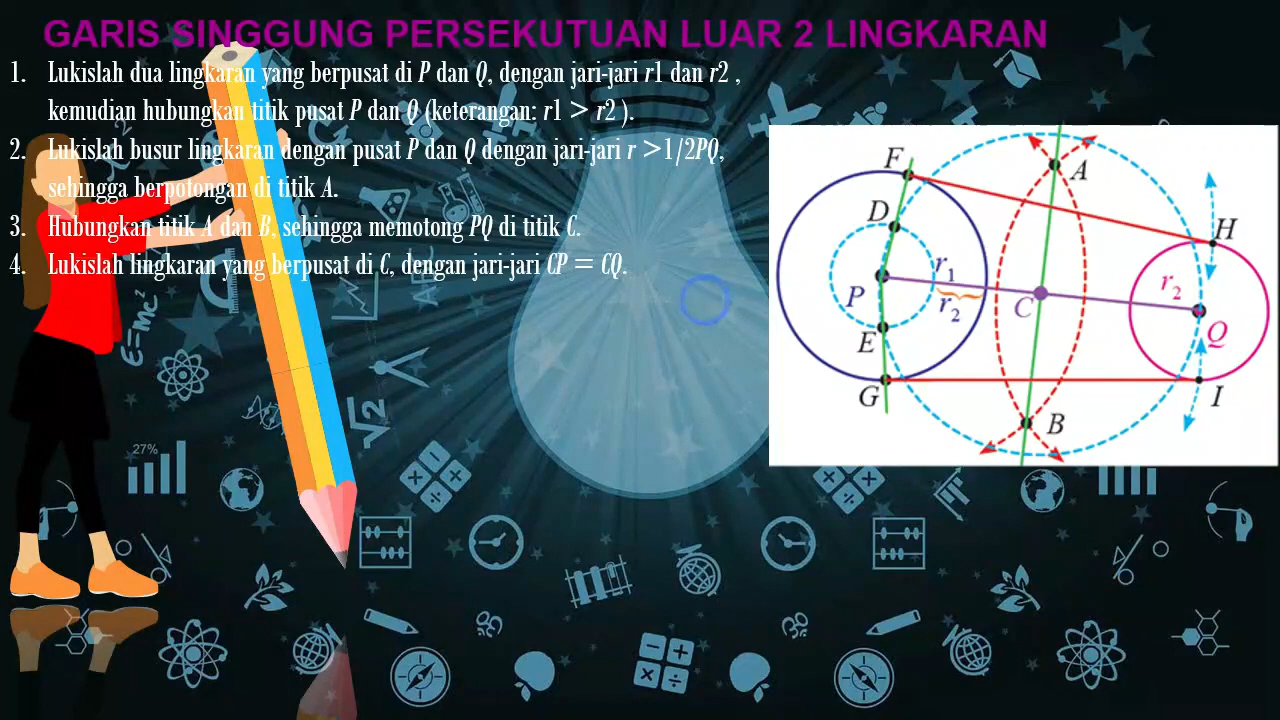 GARIS SINGGUNG PERSEKUTUAN LUAR 2 LINGKARAN
1. Lukislah dua lingkaran yang berpusat di P dan Q, dengan jari-jari r1 dan r2 ,
kemudian hubungkan titik pusat P dan Q (keterangan: r1 > r2 ).
2. Lukislah busur lingkaran dengan pusat P dan Q dengan jari-jari r >1/2PQ,
sehingga berpotongan di titik A.
3. Hubungkan titik A dan B, sehingga memotong PQ di titik C.
4. Lukislah lingkaran yang berpusat di C, dengan jari-jari CP = CQ.
F
A
D
H
r₁
r₂
P
C
r₂
Q
E
G
B
I
E=mc²
√2
27%